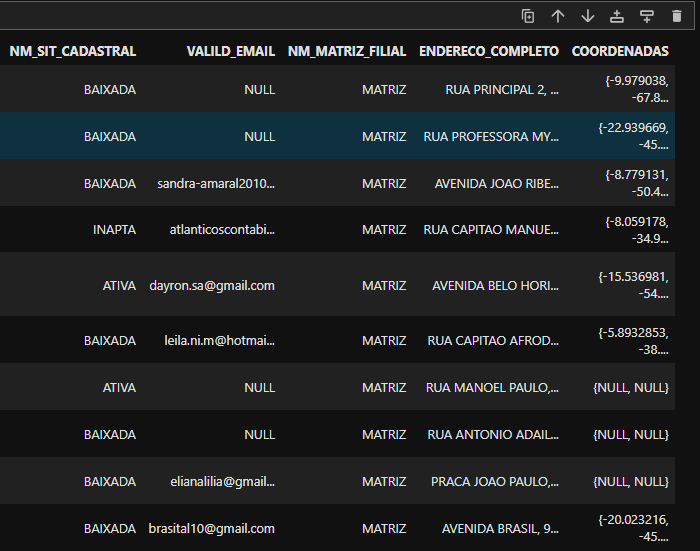 NM_SIT_CADASTRAL VALILD_EMAIL NM_MATRIZ_FILIAL ENDERECO_COMPLETO COORDENADAS
BAIXADA NULL MATRIZ RUA PRINCIPAL 2, ... {-9.979038, -67.8...
BAIXADA NULL MATRIZ RUA PROFESSORA MY... {-22.939669, -45....
BAIXADA sandra-amaral2010... MATRIZ AVENIDA JOAO RIBE... {-8.779131, -50.4...
INAPTA atlanticoscontabi... MATRIZ RUA CAPITAO MANUE... {-8.059178, -34.9...
ATIVA dayron.sa@gmail.com MATRIZ AVENIDA BELO HORI... {-15.536981, -54....
BAIXADA leila.ni.m@hotmai... MATRIZ RUA CAPITAO AFROD... {-5.8932853, -38....
ATIVA NULL MATRIZ RUA MANOEL PAULO,... {NULL, NULL}
BAIXADA NULL MATRIZ RUA ANTONIO ADAIL... {NULL, NULL}
BAIXADA elianalilia@gmail... MATRIZ PRACA JOAO PAULO,... {NULL, NULL}
BAIXADA brasital10@gmail.com MATRIZ AVENIDA BRASIL, 9... {-20.023216, -45....